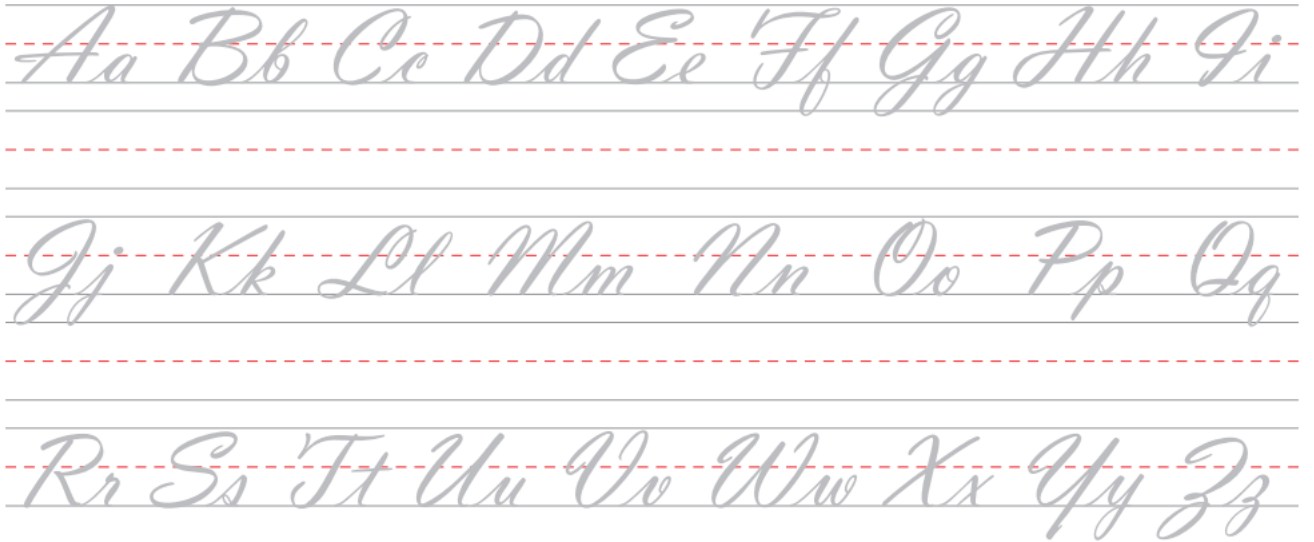 Aa Bb Cc Dd Ee Ff Gg Hh Ii
Jj Kk Ll Mm Nn Oo Pp Qq
Rr Ss Tt Uu Vv Ww Xx Yy Zz